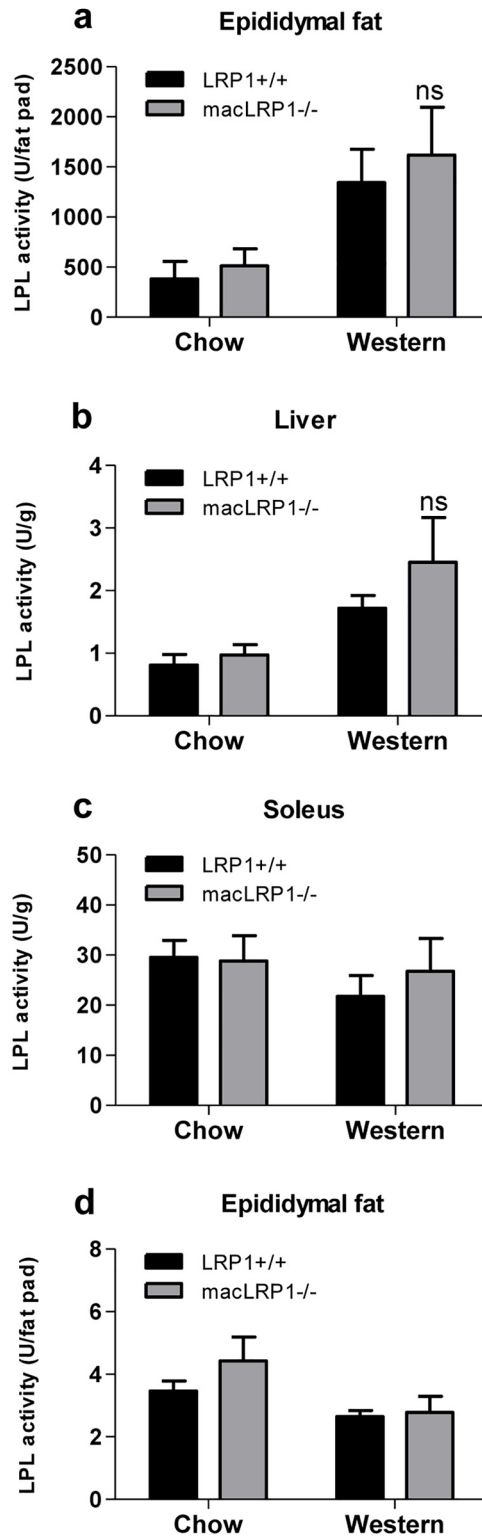 a
Epididymal fat
LPL activity (U/fat pad)
2500
2000
1500
1000
500
0
LRP1+/+
macLRP1-/-
ns
Chow Western
b
Liver
LPL activity (U/g)
4
3
2
1
0
LRP1+/+
macLRP1-/-
ns
Chow Western
c
Soleus
LPL activity (U/g)
50
40
30
20
10
0
LRP1+/+
macLRP1-/-
Chow Western
d
Epididymal fat
LPL activity (U/fat pad)
8
6
4
2
0
LRP1+/+
macLRP1-/-
Chow Western